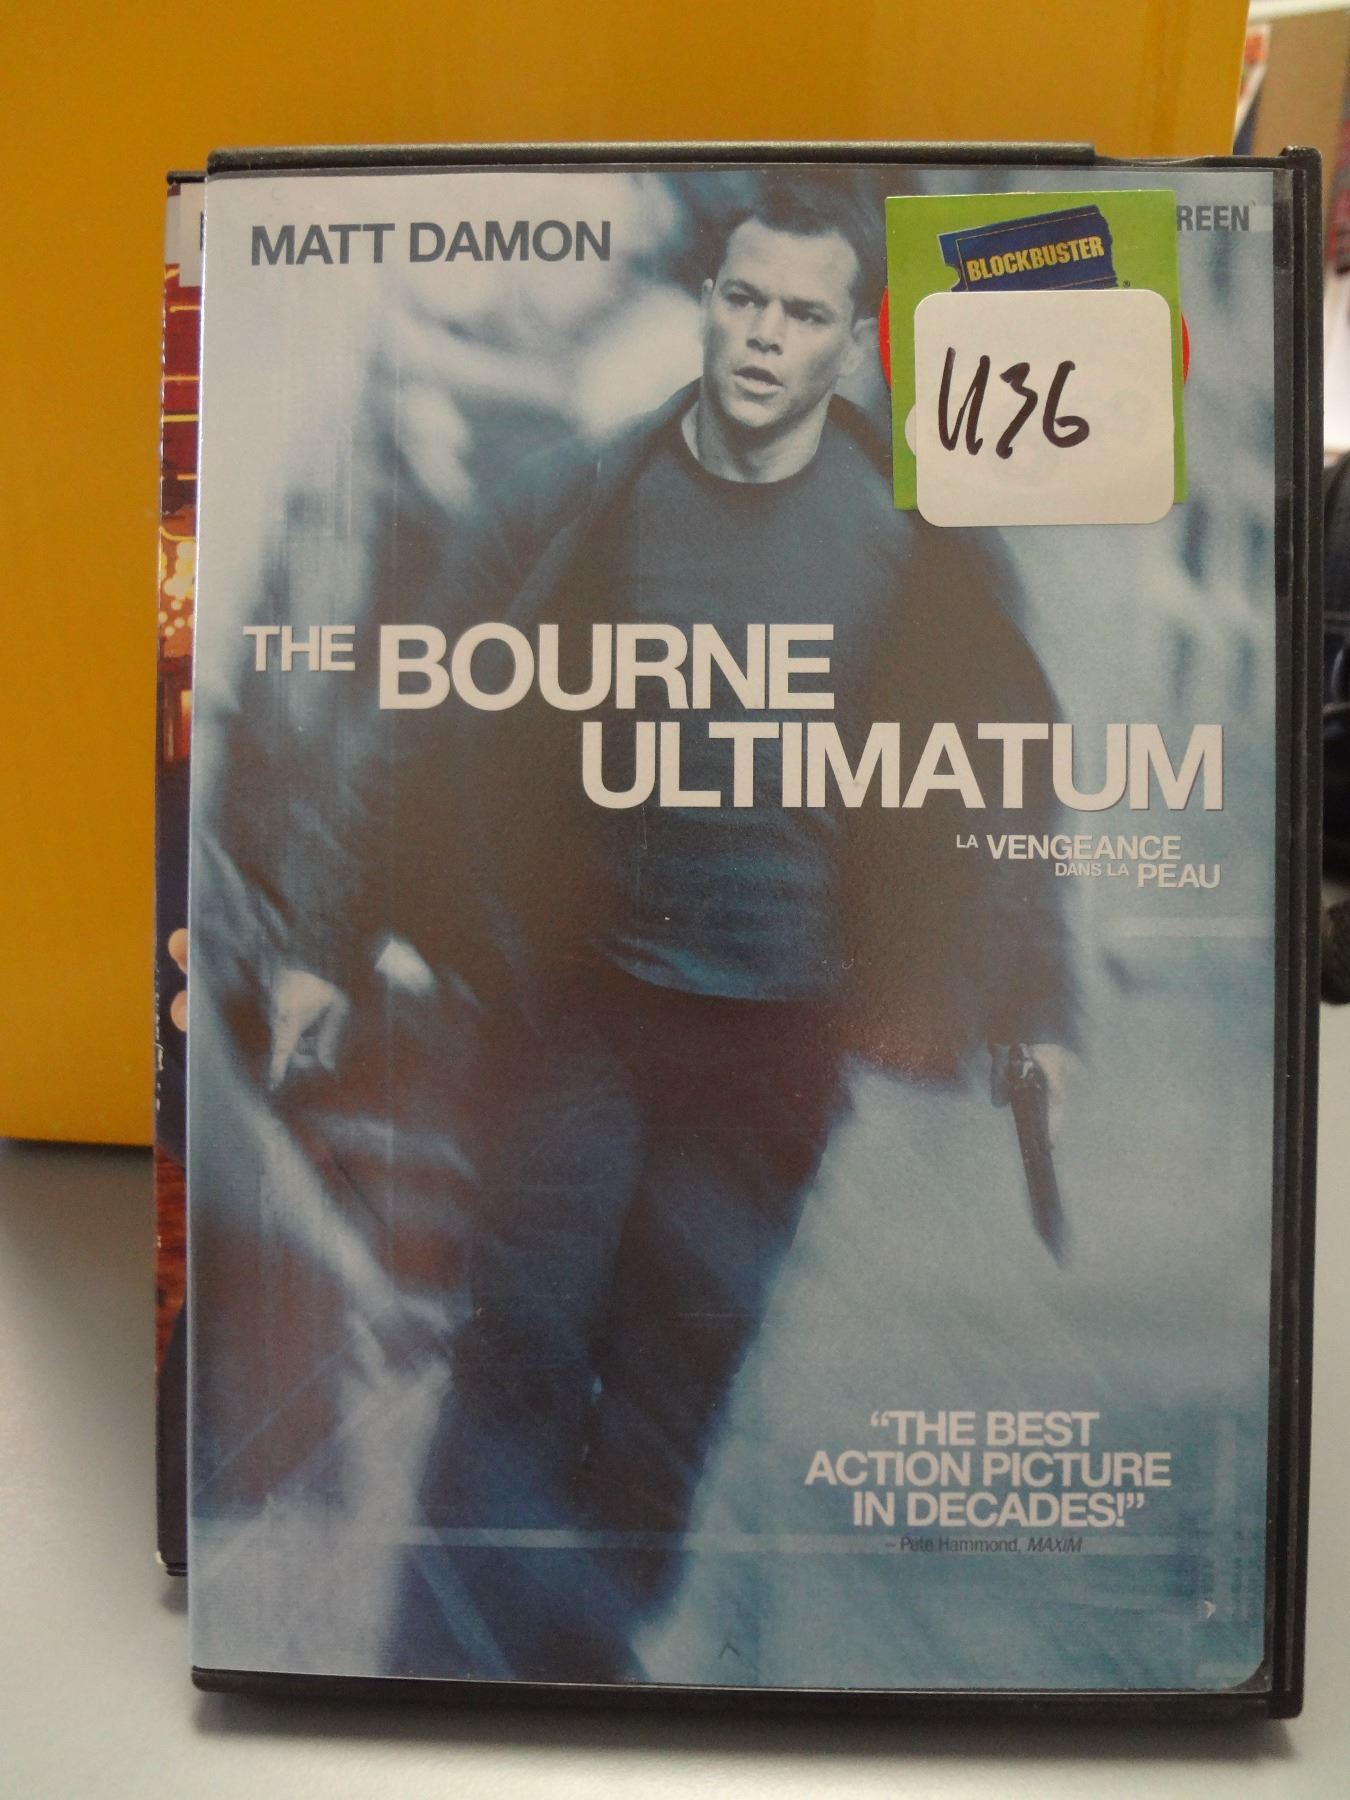 MATT DAMON
REEN
BLOCKBUSTER
U36
THE BOURNE
ULTIMATUM
LA VENGEANCE
DANS LA PEAU
“THE BEST
ACTION PICTURE
IN DECADES!”
– Pete Hammond, MAXIM